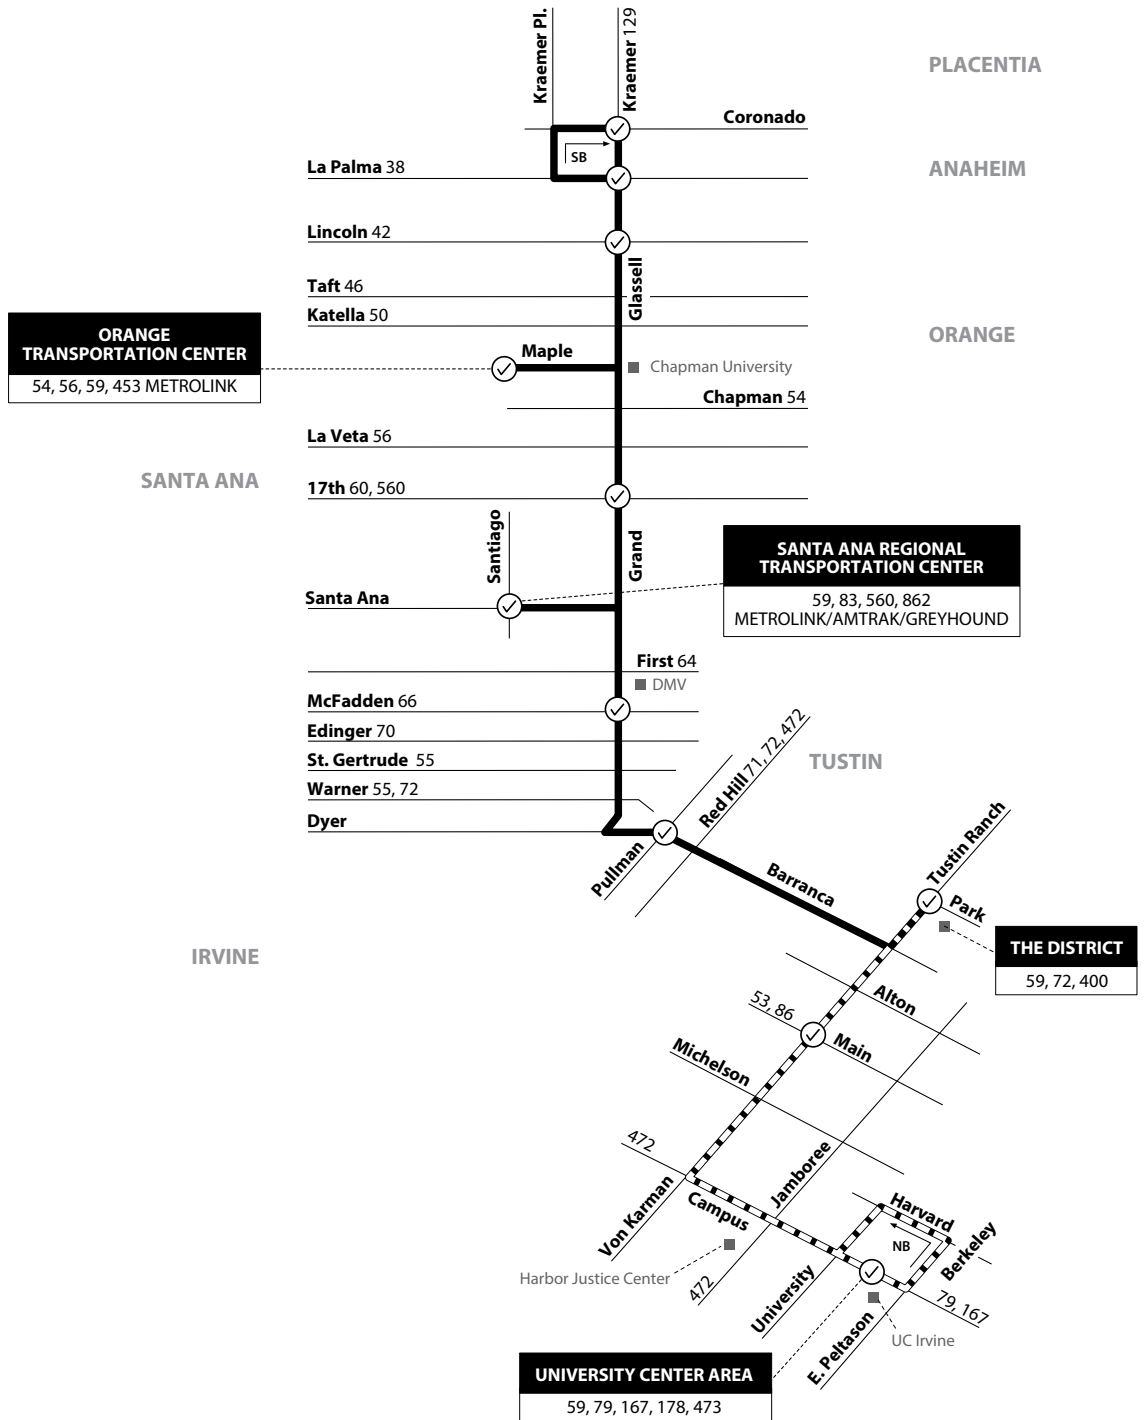 Kraemer Pl.
Kraemer 129
PLACENTIA
Coronado
SB
La Palma 38
ANAHEIM
Lincoln 42
Glassell
Taft 46
Katella 50
ORANGE
ORANGE
TRANSPORTATION CENTER
54, 56, 59, 453 METROLINK
Maple
Chapman University
Chapman 54
La Veta 56
SANTA ANA
17th 60, 560
Santiago
Grand
SANTA ANA REGIONAL
TRANSPORTATION CENTER
59, 83, 560, 862
METROLINK/AMTRAK/GREYHOUND
Santa Ana
First 64
DMV
McFadden 66
Edinger 70
St. Gertrude 55
Warner 55, 72
Dyer
Pullman
Red Hill 71, 72, 472
TUSTIN
Barranca
Tustin Ranch
Park
IRVINE
THE DISTRICT
59, 72, 400
Alton
53, 86
Main
Michelson
472
Jamboree
Von Karman
Campus
Harvard
NB
Berkeley
Harbor Justice Center
472
University
79, 167
E. Peltason
UC Irvine
UNIVERSITY CENTER AREA
59, 79, 167, 178, 473